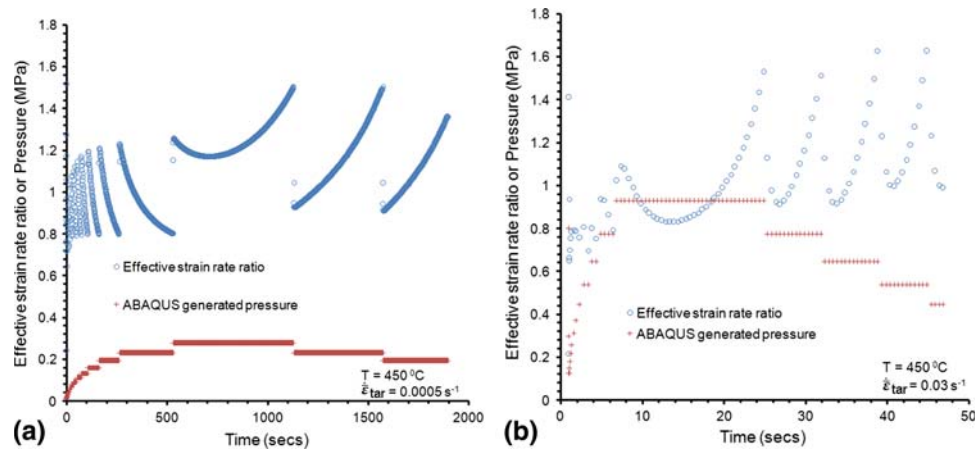 Effective strain rate ratio or Pressure (MPa)
1.8
1.6
1.4
1.2
1
0.8
0.6
0.4
0.2
0
0
500
1000
1500
2000
Time (secs)
Effective strain rate ratio
ABAQUS generated pressure
T = 450 ⁰C
ε̇tar = 0.0005 s⁻¹
(a)
Effective strain rate ratio or Pressure (MPa)
1.8
1.6
1.4
1.2
1
0.8
0.6
0.4
0.2
0
0
10
20
30
40
50
Time (secs)
Effective strain rate ratio
ABAQUS generated pressure
T = 450 ⁰C
ε̇tar = 0.03 s⁻¹
(b)